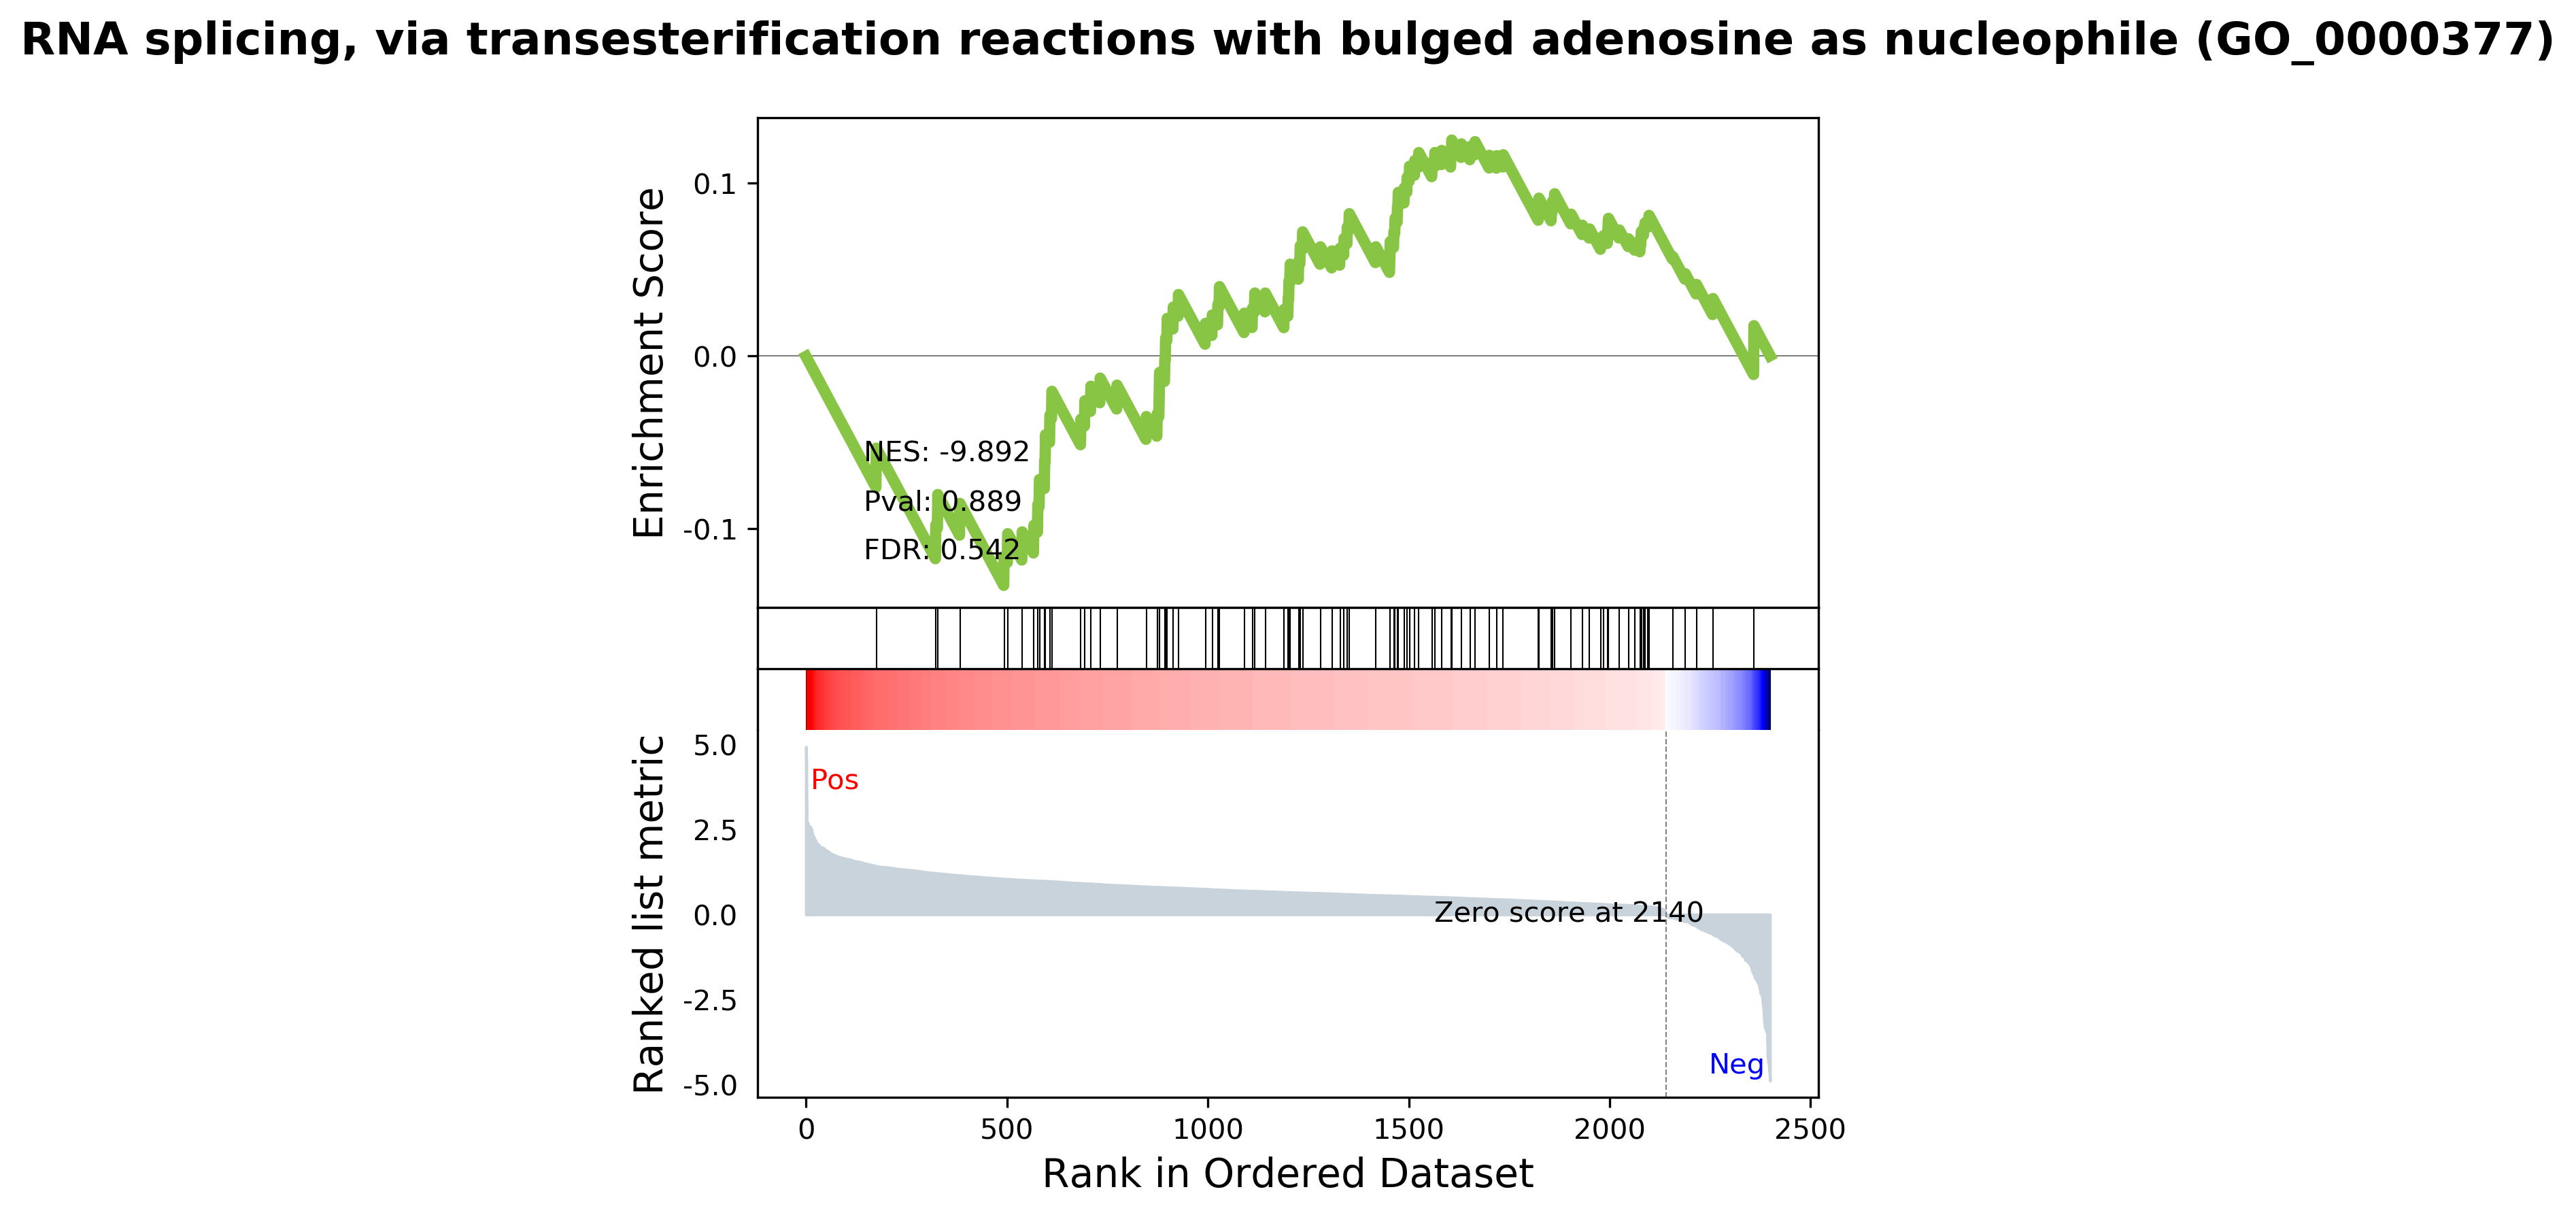 RNA splicing, via transesterification reactions with bulged adenosine as nucleophile (GO_0000377)
Enrichment Score
0.1
0.0
-0.1
NES: -9.892
Pval: 0.889
FDR: 0.542
Ranked list metric
5.0
2.5
0.0
-2.5
-5.0
Pos
Zero score at 2140
Neg
0 500 1000 1500 2000 2500
Rank in Ordered Dataset